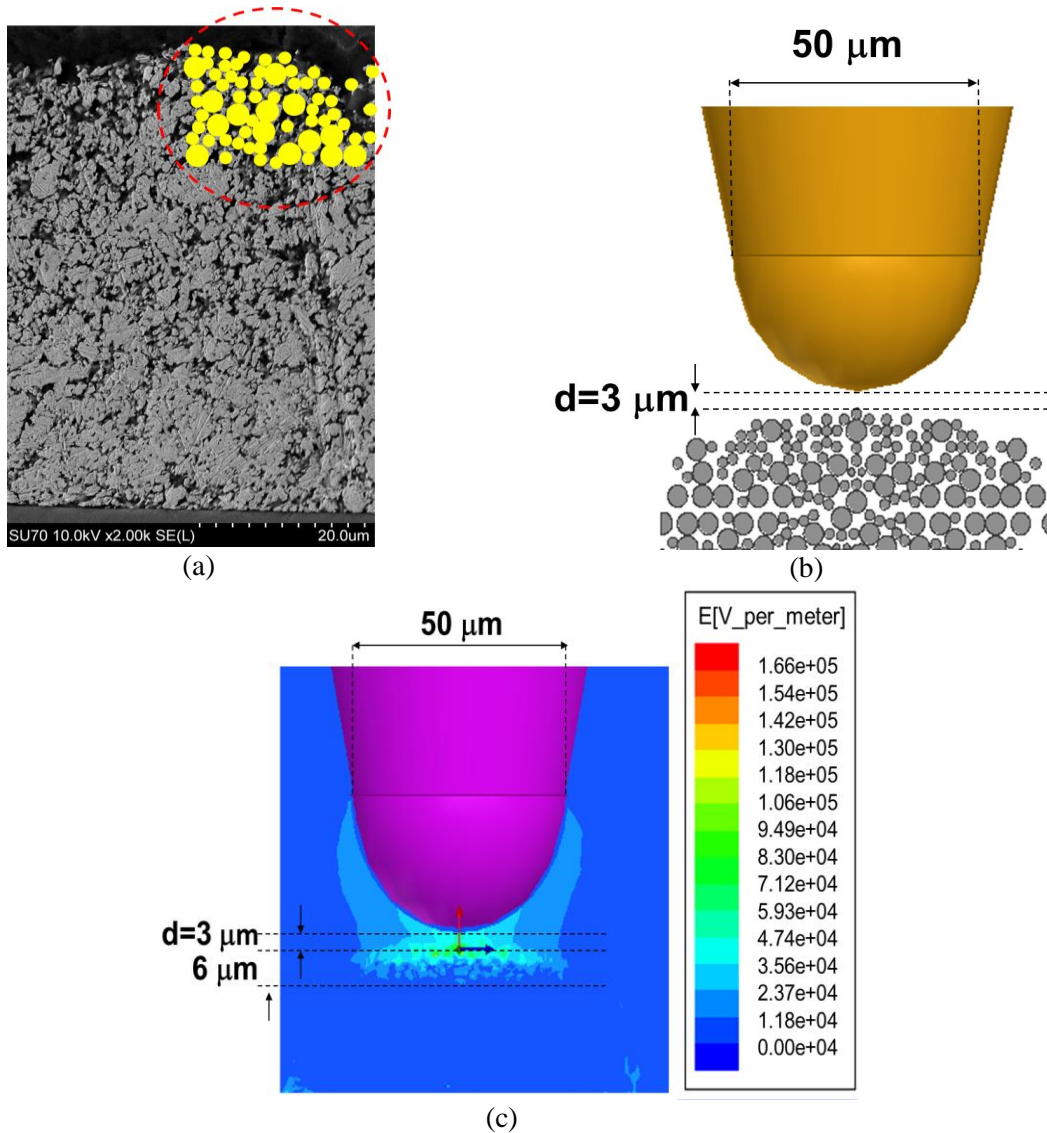 SU70 10.0kV x2.00k SE(L) 20.0um
(a)
50 μm
d=3 μm
(b)
50 μm
d=3 μm
6 μm
E[V_per_meter]
1.66e+05
1.54e+05
1.42e+05
1.30e+05
1.18e+05
1.06e+05
9.49e+04
8.30e+04
7.12e+04
5.93e+04
4.74e+04
3.56e+04
2.37e+04
1.18e+04
0.00e+04
(c)